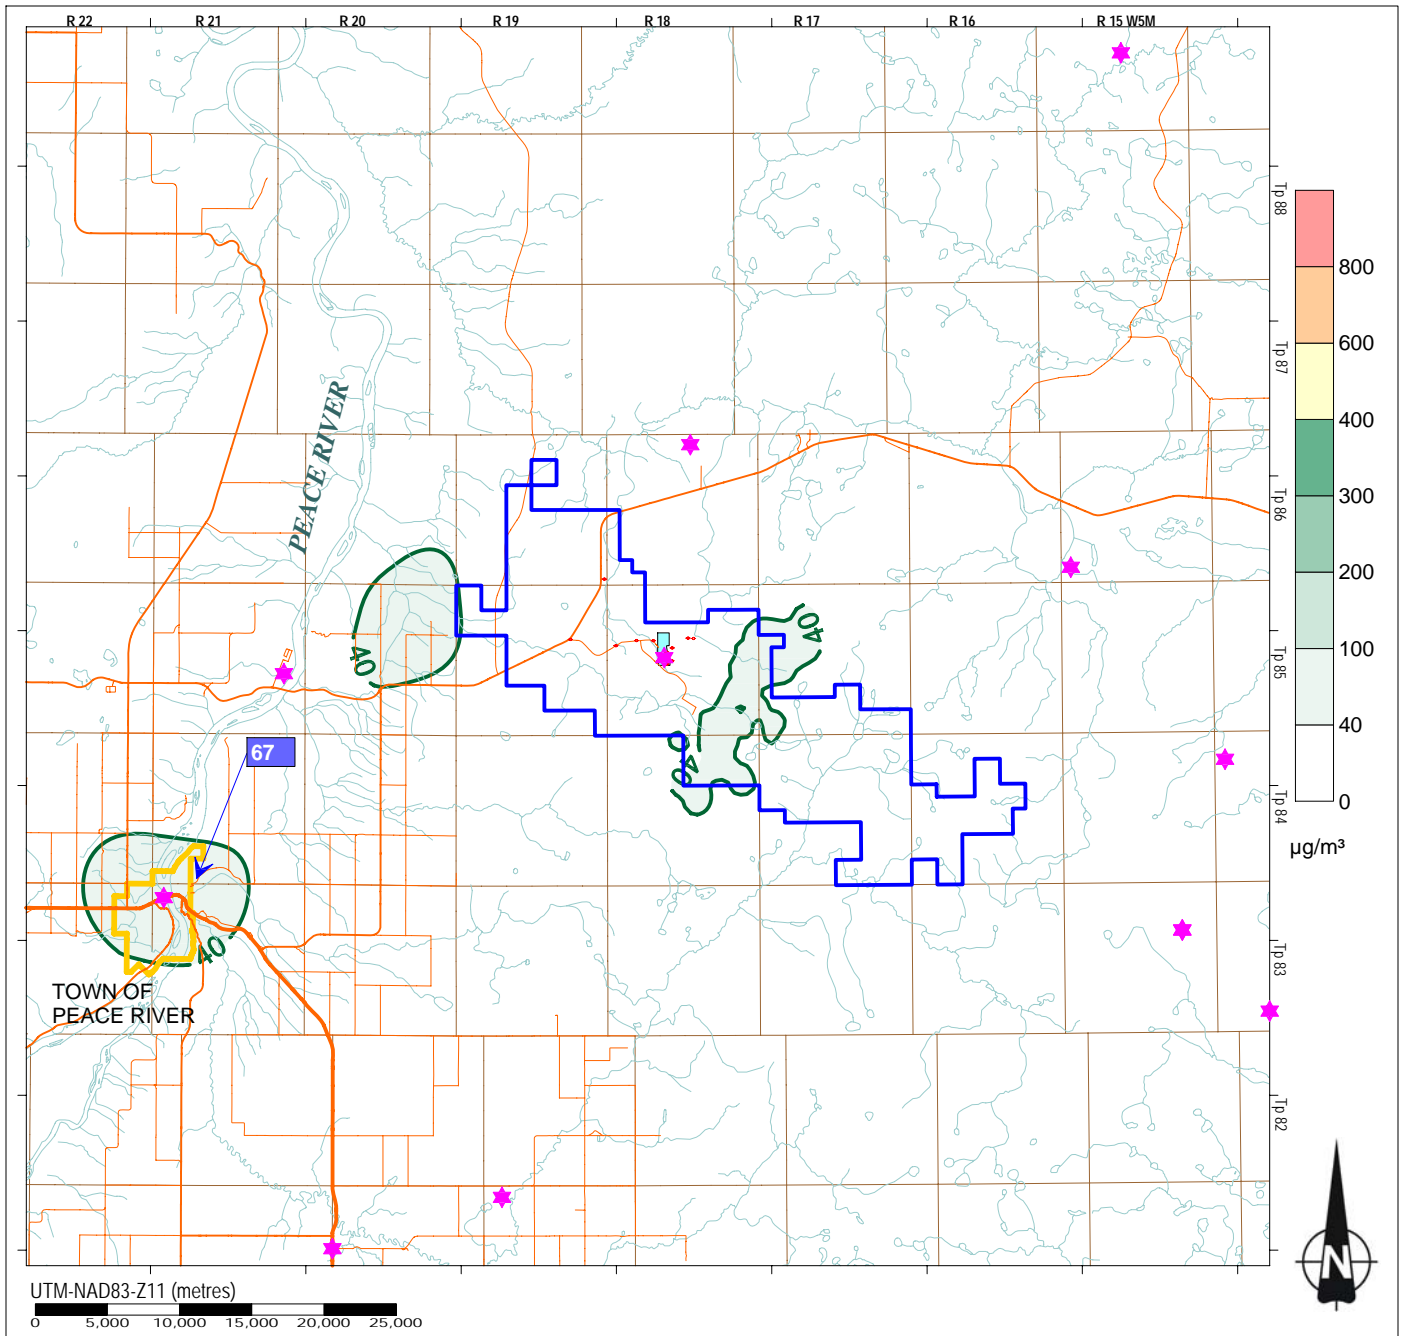 R 22 R 21 R 20 R 19 R 18 R 17 R 16 R 15 W5M
Tp 88
Tp 87
Tp 86
Tp 85
Tp 84
Tp 83
Tp 82
PEACE RIVER
40
40
40
40
67
TOWN OF
PEACE RIVER
800
600
400
300
200
100
40
0
µg/m³
N
UTM-NAD83-Z11 (metres)
0 5,000 10,000 15,000 20,000 25,000